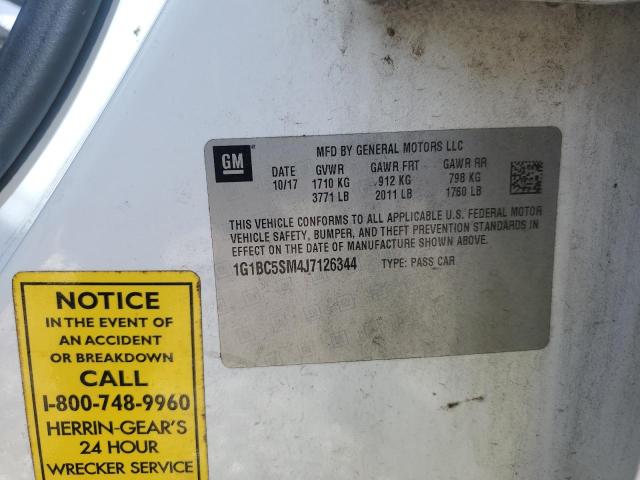 GM
MFD BY GENERAL MOTORS LLC
DATE GVWR GAWR FRT GAWR RR
10/17 1710 KG 912 KG 798 KG
3771 LB 2011 LB 1760 LB
THIS VEHICLE CONFORMS TO ALL APPLICABLE U.S. FEDERAL MOTOR
VEHICLE SAFETY, BUMPER, AND THEFT PREVENTION STANDARDS IN
EFFECT ON THE DATE OF MANUFACTURE SHOWN ABOVE.
1G1BC5SM4J7126344 TYPE: PASS CAR
NOTICE
IN THE EVENT OF
AN ACCIDENT
OR BREAKDOWN
CALL
1-800-748-9960
HERRIN-GEAR'S
24 HOUR
WRECKER SERVICE